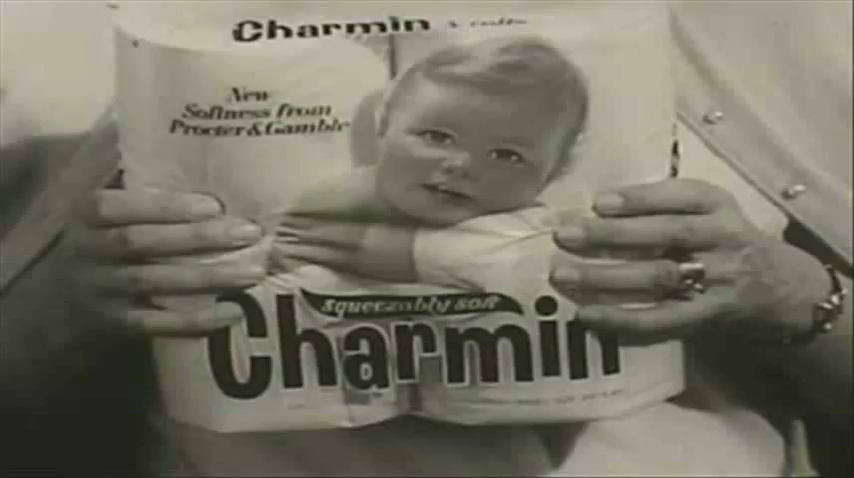 Charmin
New
Softness from
Procter & Gamble
squeezably soft
Charmin